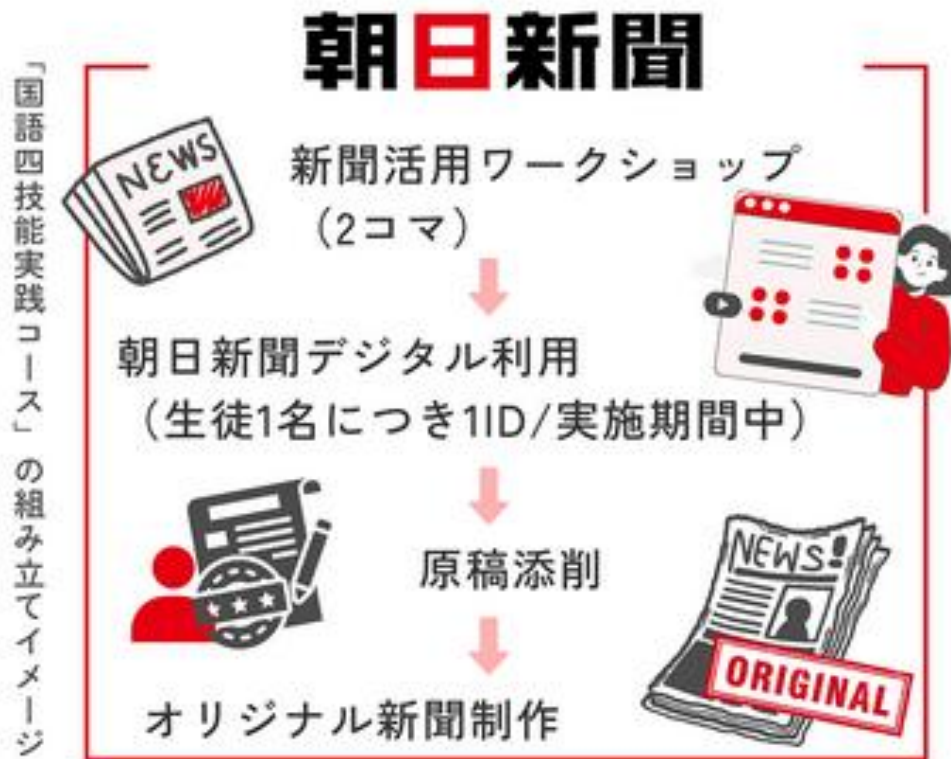 朝日新聞
「国語四技能実践コース」の組み立てイメージ
NEWS
新聞活用ワークショップ
（2コマ）
朝日新聞デジタル利用
（生徒1名につき1ID/実施期間中）
原稿添削
NEWS!
ORIGINAL
オリジナル新聞制作